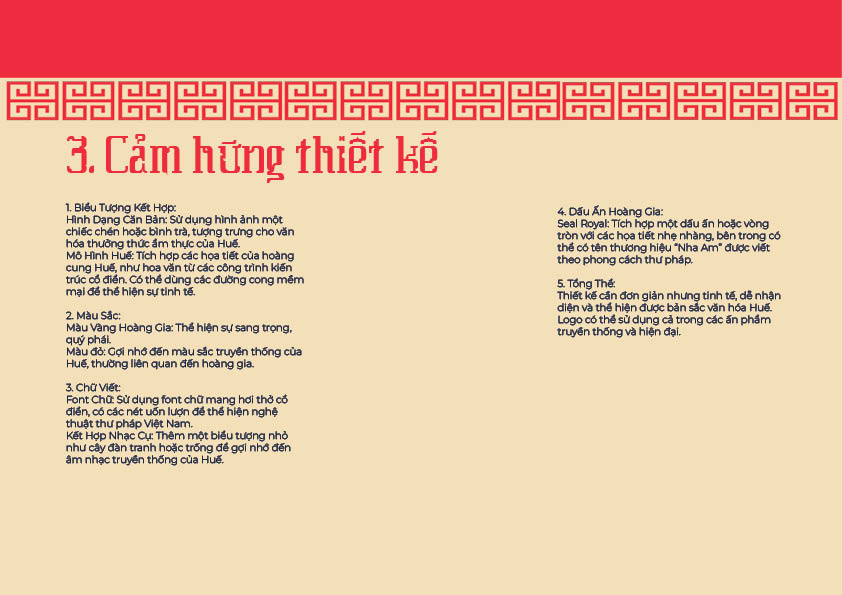 3. Cảm hững thiết kế
1. Biểu Tượng Kết Hợp:
Hình Dạng Căn Bản: Sử dụng hình ảnh một
chiếc chén hoặc bình trà, tượng trưng cho văn
hóa thưởng thức ẩm thực của Huế.
Mô Hình Huế: Tích hợp các họa tiết của hoàng
cung Huế, như hoa văn từ các công trình kiến
trúc cổ điển. Có thể dùng các đường cong mềm
mại để thể hiện sự tinh tế.
2. Màu Sắc:
Màu Vàng Hoàng Gia: Thể hiện sự sang trọng,
quý phái.
Màu đỏ: Gợi nhớ đến màu sắc truyền thống của
Huế, thường liên quan đến hoàng gia.
3. Chữ Viết:
Font Chữ: Sử dụng font chữ mang hơi thở cổ
điển, có các nét uốn lượn để thể hiện nghệ
thuật thư pháp Việt Nam.
Kết Hợp Nhạc Cụ: Thêm một biểu tượng nhỏ
như cây đàn tranh hoặc trống để gợi nhớ đến
âm nhạc truyền thống của Huế.
4. Dấu Ấn Hoàng Gia:
Seal Royal: Tích hợp một dấu ấn hoặc vòng
tròn với các họa tiết nhẹ nhàng, bên trong có
thể có tên thương hiệu “Nha Am” được viết
theo phong cách thư pháp.
5. Tổng Thể:
Thiết kế cần đơn giản nhưng tinh tế, dễ nhận
diện và thể hiện được bản sắc văn hóa Huế.
Logo có thể sử dụng cả trong các ấn phẩm
truyền thống và hiện đại.